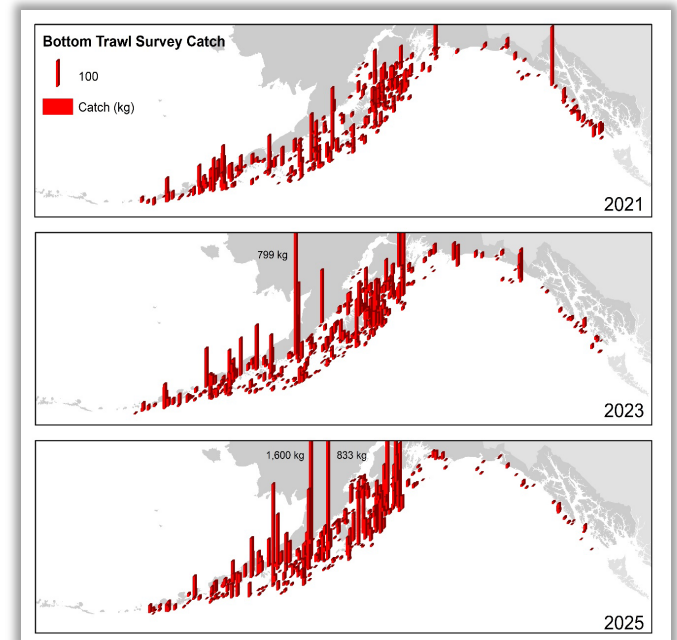 Bottom Trawl Survey Catch
100
Catch (kg)
2021
799 kg
2023
1,600 kg 833 kg
2025